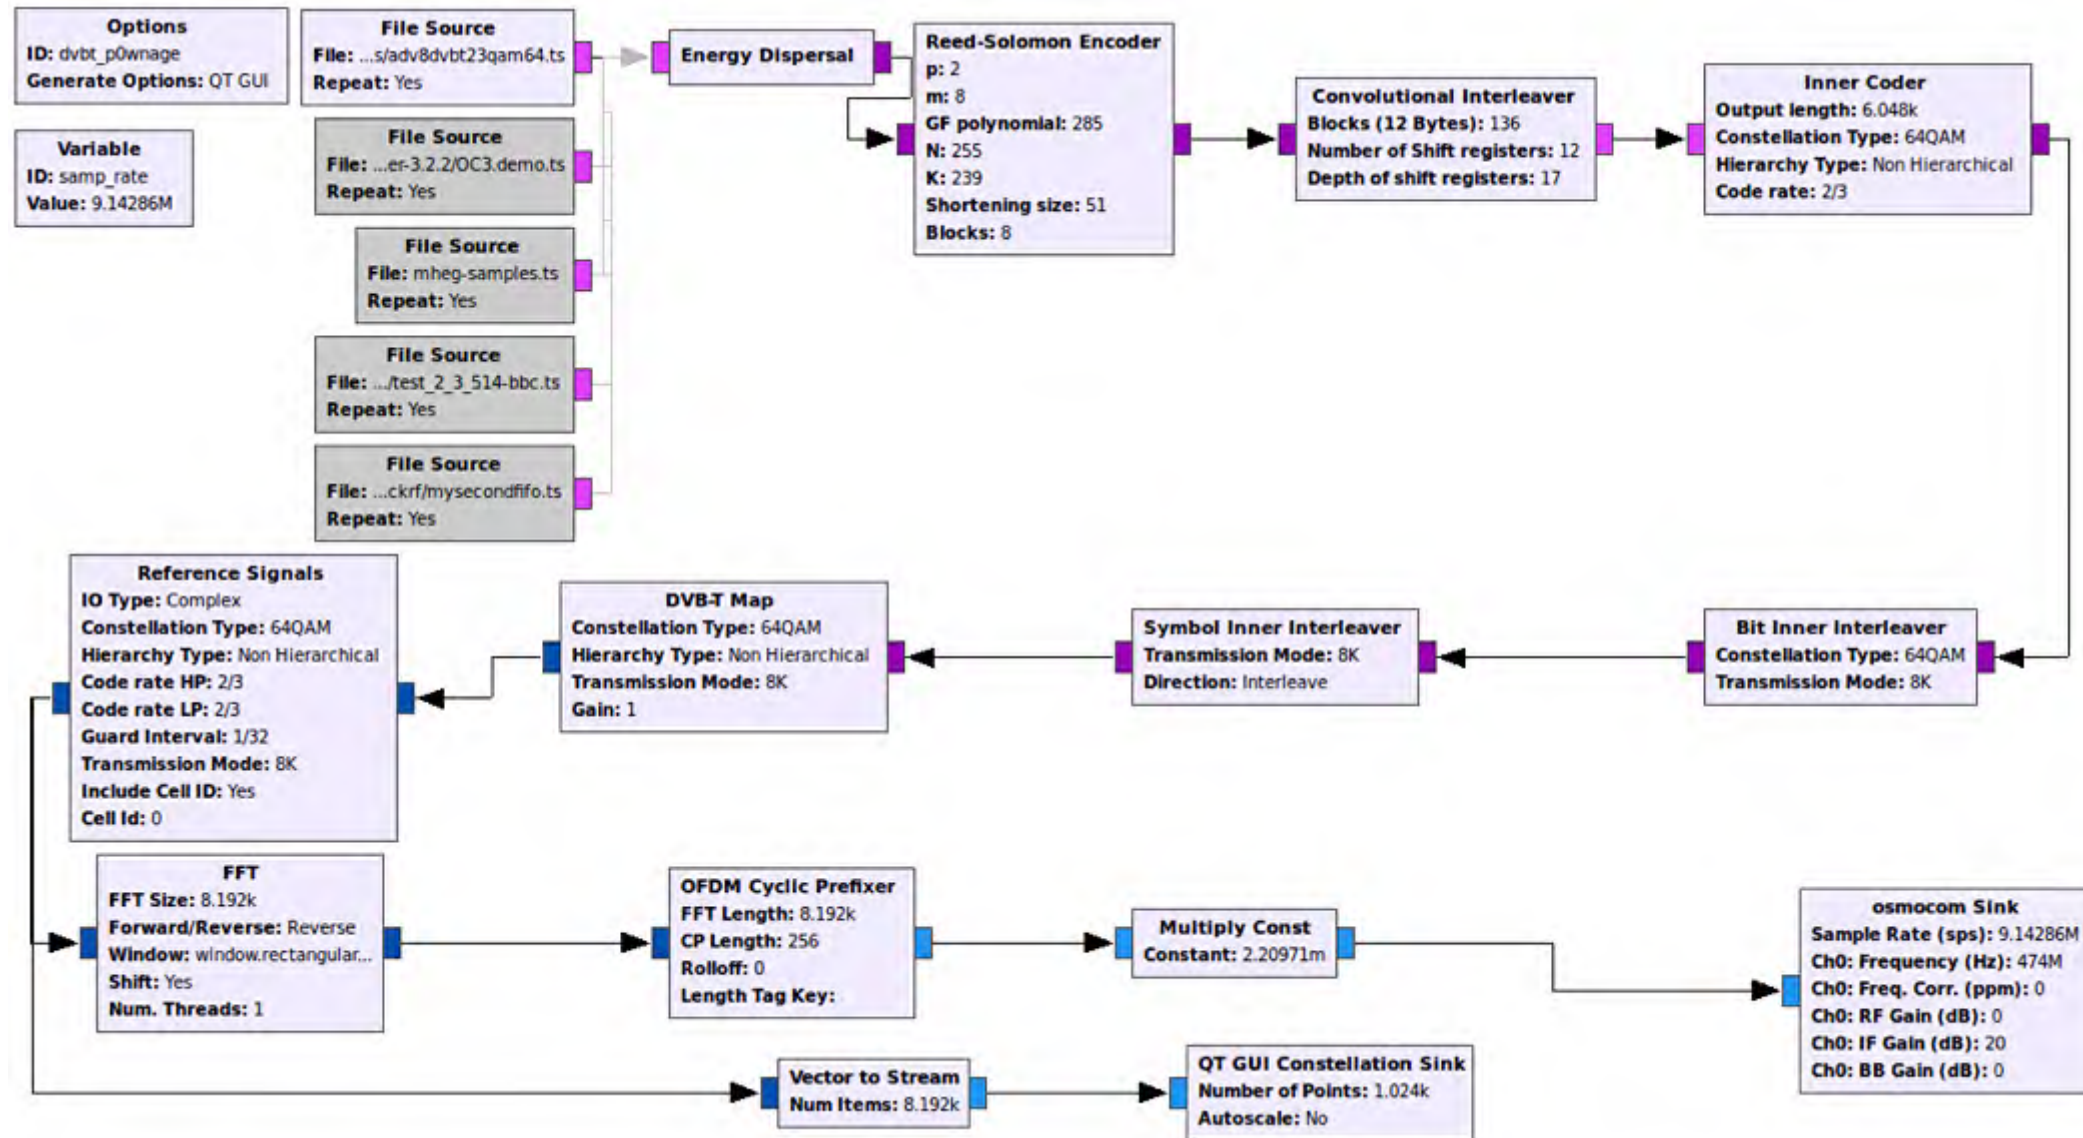 Options
ID: dvbt_p0wnage
Generate Options: QT GUI
Variable
ID: samp_rate
Value: 9.14286M
File Source
File: ...s/adv8dvbt23qam64.ts
Repeat: Yes
File Source
File: ...er-3.2.2/OC3.demo.ts
Repeat: Yes
File Source
File: mheg-samples.ts
Repeat: Yes
File Source
File: .../test_2_3_514-bbc.ts
Repeat: Yes
File Source
File: ...ckrf/mysecondfifo.ts
Repeat: Yes
Energy Dispersal
Reed-Solomon Encoder
p: 2
m: 8
GF polynomial: 285
N: 255
K: 239
Shortening size: 51
Blocks: 8
Convolutional Interleaver
Blocks (12 Bytes): 136
Number of Shift registers: 12
Depth of shift registers: 17
Inner Coder
Output length: 6.048k
Constellation Type: 64QAM
Hierarchy Type: Non Hierarchical
Code rate: 2/3
Bit Inner Interleaver
Constellation Type: 64QAM
Transmission Mode: 8K
Symbol Inner Interleaver
Transmission Mode: 8K
Direction: Interleave
DVB-T Map
Constellation Type: 64QAM
Hierarchy Type: Non Hierarchical
Transmission Mode: 8K
Gain: 1
Reference Signals
IO Type: Complex
Constellation Type: 64QAM
Hierarchy Type: Non Hierarchical
Code rate HP: 2/3
Code rate LP: 2/3
Guard Interval: 1/32
Transmission Mode: 8K
Include Cell ID: Yes
Cell Id: 0
FFT
FFT Size: 8.192k
Forward/Reverse: Reverse
Window: window.rectangular...
Shift: Yes
Num. Threads: 1
OFDM Cyclic Prefixer
FFT Length: 8.192k
CP Length: 256
Rolloff: 0
Length Tag Key:
Multiply Const
Constant: 2.20971m
osmocom Sink
Sample Rate (sps): 9.14286M
Ch0: Frequency (Hz): 474M
Ch0: Freq. Corr. (ppm): 0
Ch0: RF Gain (dB): 0
Ch0: IF Gain (dB): 20
Ch0: BB Gain (dB): 0
Vector to Stream
Num Items: 8.192k
QT GUI Constellation Sink
Number of Points: 1.024k
Autoscale: No